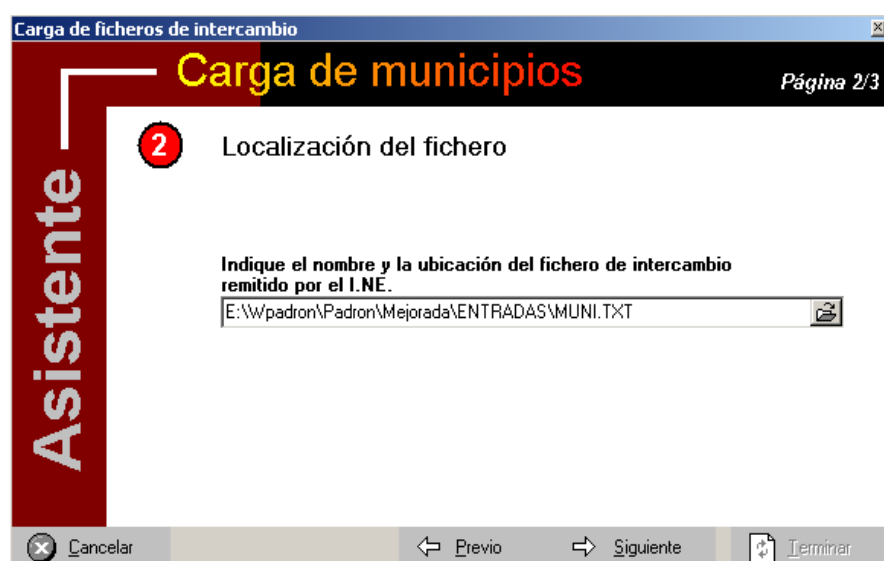 Carga de ficheros de intercambio
Carga de municipios
Página 2/3
Asistente
2
Localización del fichero
Indique el nombre y la ubicación del fichero de intercambio
remitido por el I.NE.
E:\Wpadron\Padron\Mejorada\ENTRADAS\MUNI.TXT
Cancelar
Previo
Siguiente
Terminar